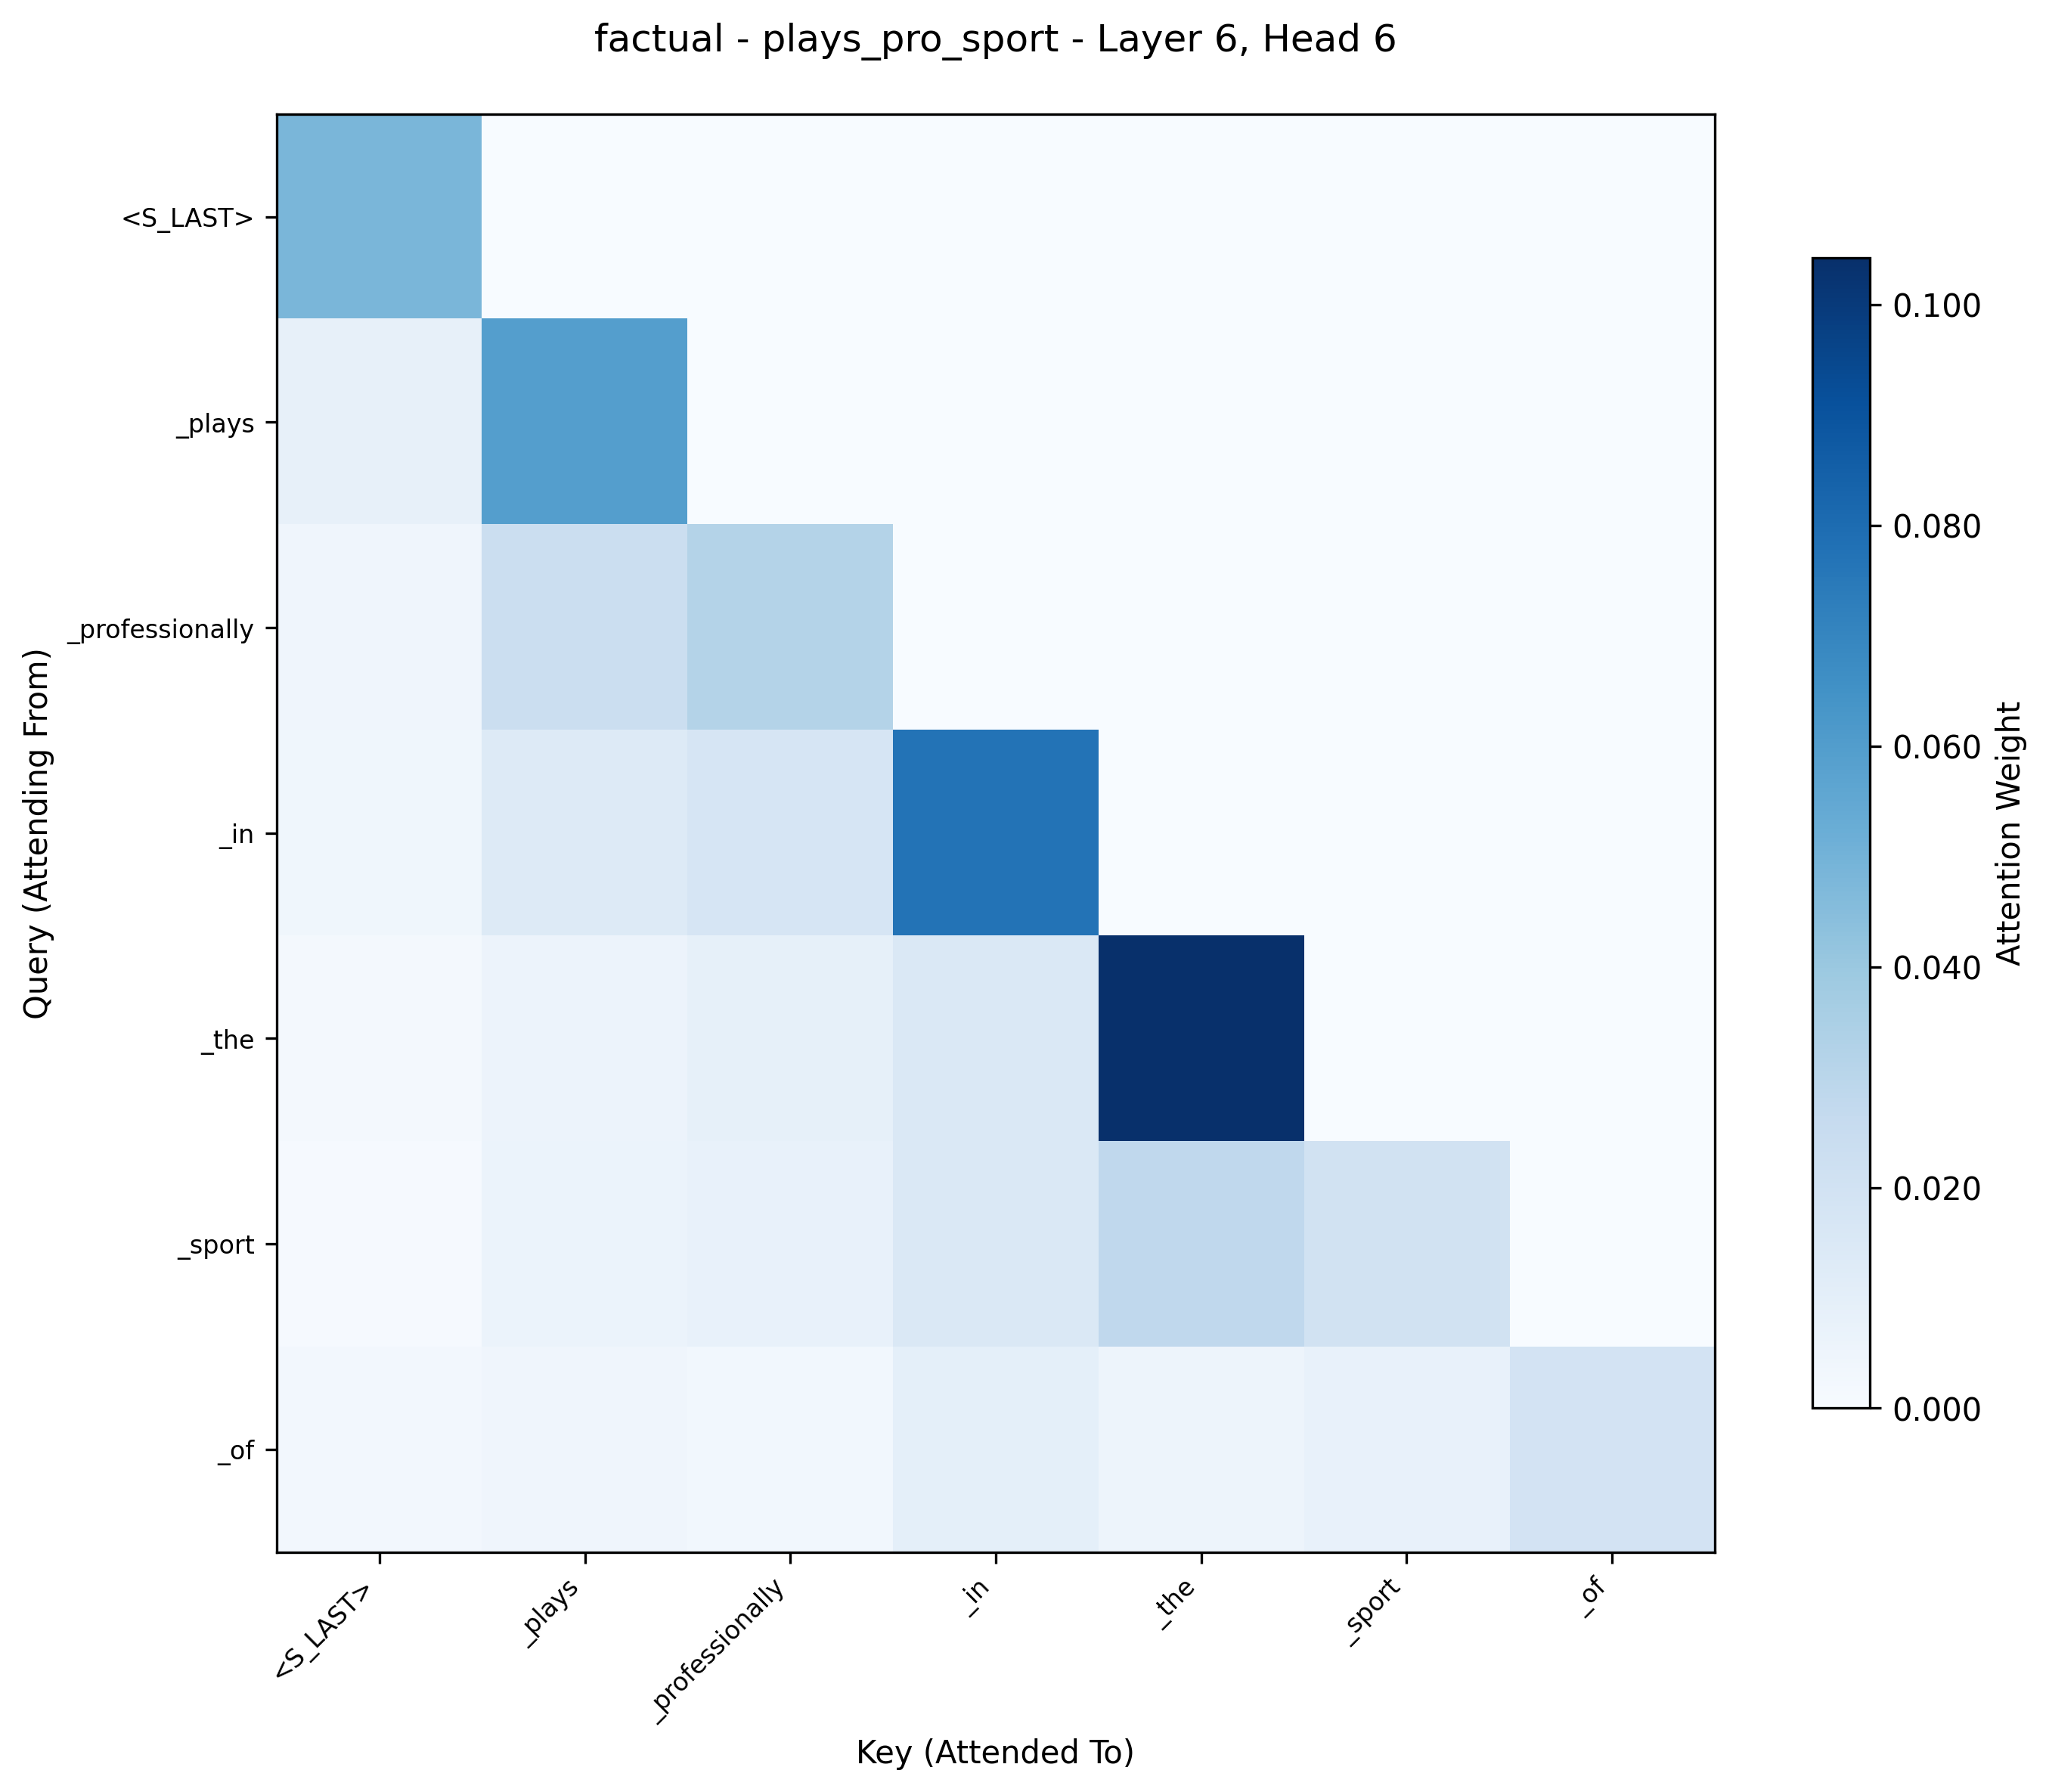 factual - plays_pro_sport - Layer 6, Head 6
Query (Attending From)
<S_LAST>
_plays
_professionally
_in
_the
_sport
_of
<S_LAST>
_plays
_professionally
_in
_the
_sport
_of
Key (Attended To)
0.100
0.080
0.060
0.040
0.020
0.000
Attention Weight